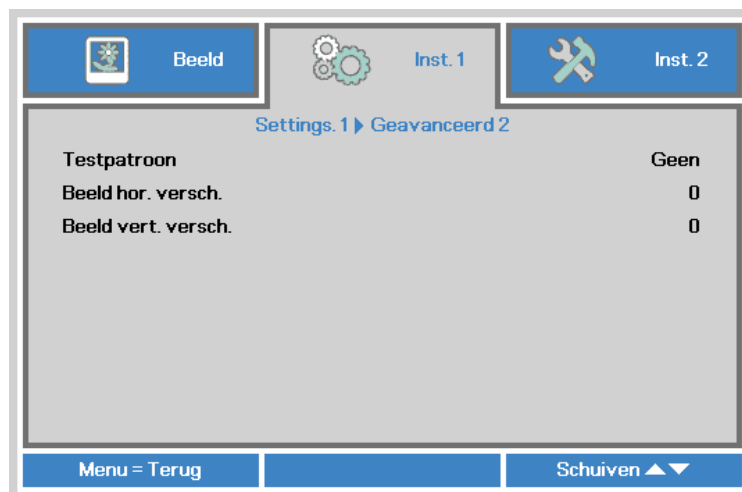 Beeld Inst. 1 Inst. 2
Settings. 1 ▶ Geavanceerd 2
Testpatroon Geen
Beeld hor. versch. 0
Beeld vert. versch. 0
Menu = Terug Schuiven ▲▼